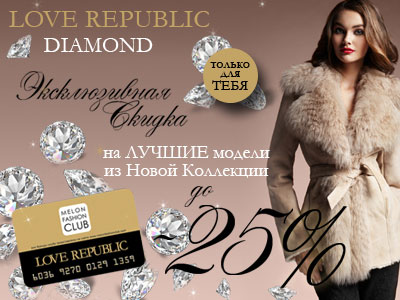 LOVE REPUBLIC
DIAMOND
ТОЛЬКО
ДЛЯ
ТЕБЯ
Эксклюзивная
Скидка
на ЛУЧШИЕ модели
из Новой Коллекции
до
-25%
MELON
FASHION
CLUB
LOVE REPUBLIC
6036 9270 0129 1359